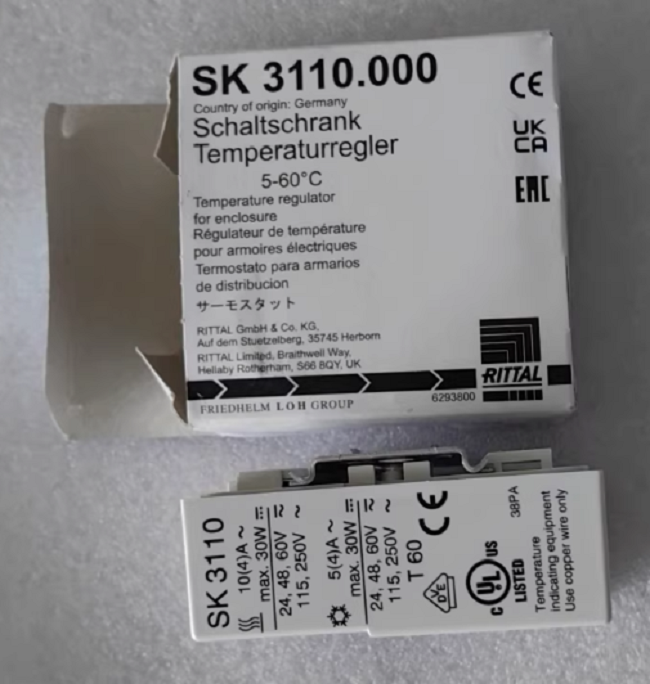 SK 3110.000
Country of origin: Germany
Schaltschrank
Temperaturregler
5-60°C
Temperature regulator
for enclosure
Régulateur de température
pour armoires électriques
Termostato para armarios
de distribucion
サーモスタット
RITTAL GmbH & Co. KG,
Auf dem Stuetzelberg, 35745 Herborn
RITTAL Limited, Braithwell Way,
Hellaby Rotherham, S66 8QY, UK
CE
UK
CA
EAC
RITTAL
FRIEDHELM LOH GROUP
6293800
SK 3110
10(4)A ~
max. 30W ⎓
24, 48, 60V ≂
115, 250V ~
5(4)A ~
max. 30W ⎓
24, 48, 60V ≂
115, 250V ~
T 60
CE
VDE
c UL US
LISTED
38PA
Temperature
indicating equipment
Use copper wire only